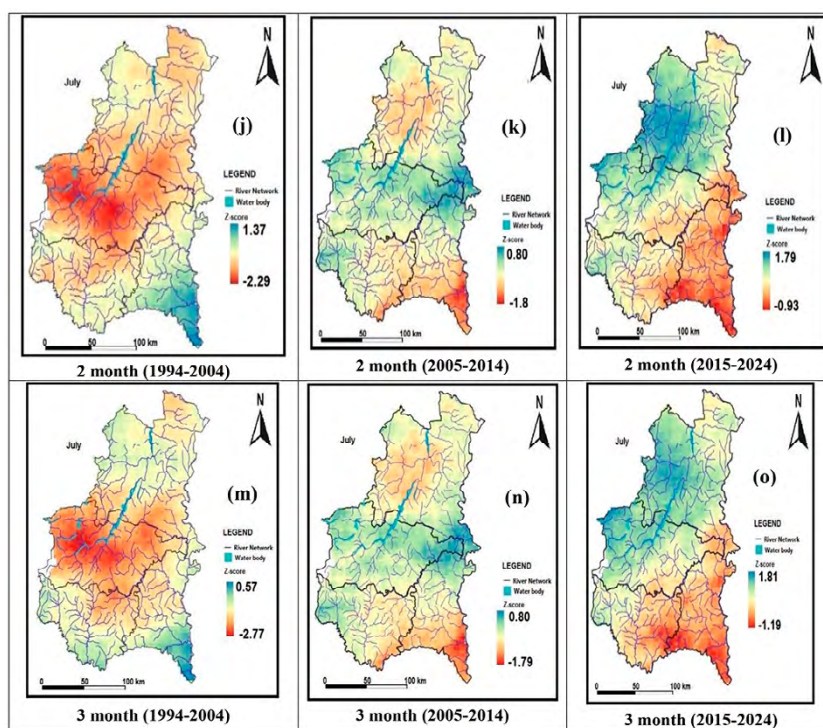 N
July
(j)
LEGEND
River Network
Water body
Z-score
1.37
-2.29
0 50 100 km
2 month (1994-2004)
N
July
(k)
LEGEND
River Network
Water body
Z-score
0.80
-1.8
0 50 100 km
2 month (2005-2014)
N
July
(l)
LEGEND
River Network
Water body
Z-score
1.79
-0.93
0 50 100 km
2 month (2015-2024)
N
July
(m)
LEGEND
River Network
Water body
Z-score
0.57
-2.77
0 50 100 km
3 month (1994-2004)
N
July
(n)
LEGEND
River Network
Water body
Z-score
0.80
-1.79
0 50 100 km
3 month (2005-2014)
N
July
(o)
LEGEND
River Network
Water body
Z-score
1.81
-1.19
0 50 100 km
3 month (2015-2024)